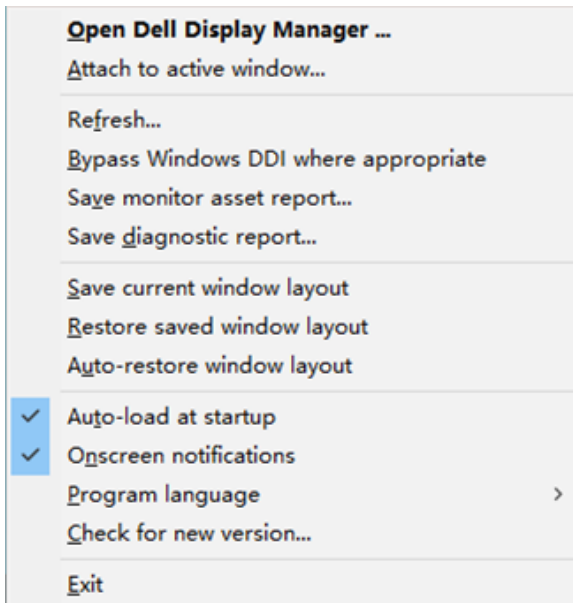 Open Dell Display Manager ...
Attach to active window...
Refresh...
Bypass Windows DDI where appropriate
Save monitor asset report...
Save diagnostic report...
Save current window layout
Restore saved window layout
Auto-restore window layout
Auto-load at startup
Onscreen notifications
Program language
Check for new version...
Exit